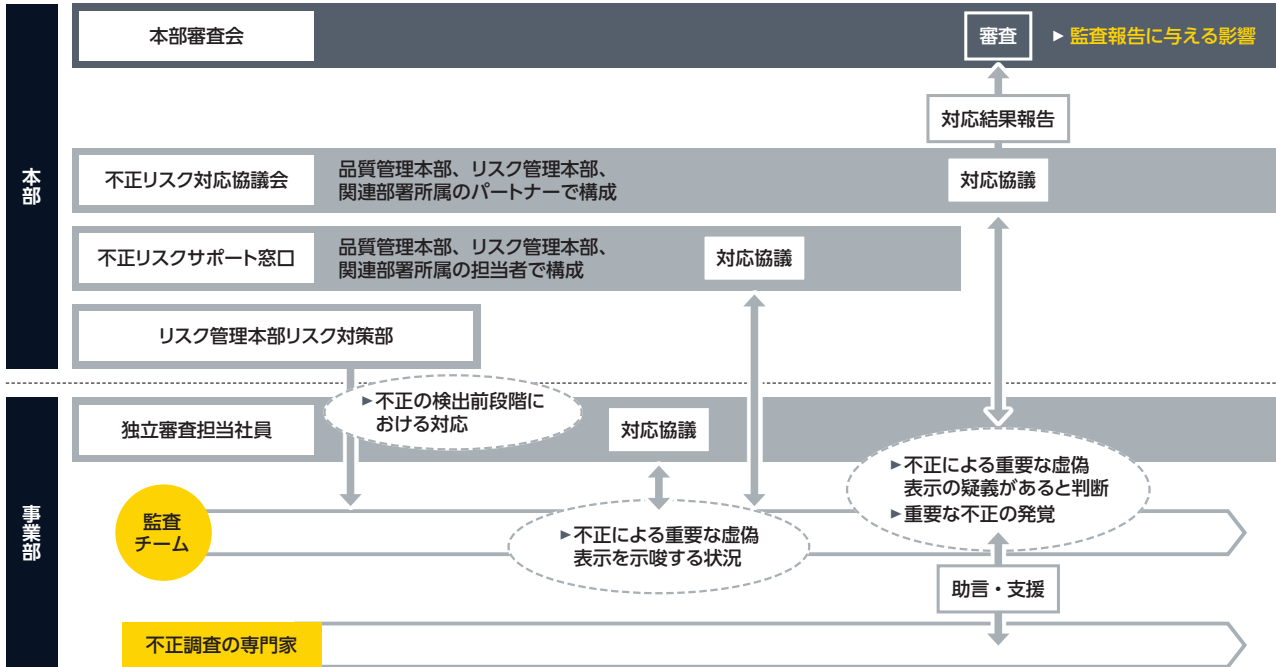 本部審査会
審査
▶ 監査報告に与える影響
対応結果報告
本部
不正リスク対応協議会
品質管理本部、リスク管理本部、
関連部署所属のパートナーで構成
対応協議
不正リスクサポート窓口
品質管理本部、リスク管理本部、
関連部署所属の担当者で構成
対応協議
リスク管理本部リスク対策部
▶ 不正の検出前段階に
おける対応
事業部
独立審査担当社員
対応協議
▶ 不正による重要な虚偽
表示の疑義があると判断
▶ 重要な不正の発覚
監査
チーム
▶ 不正による重要な虚偽
表示を示唆する状況
助言・支援
不正調査の専門家